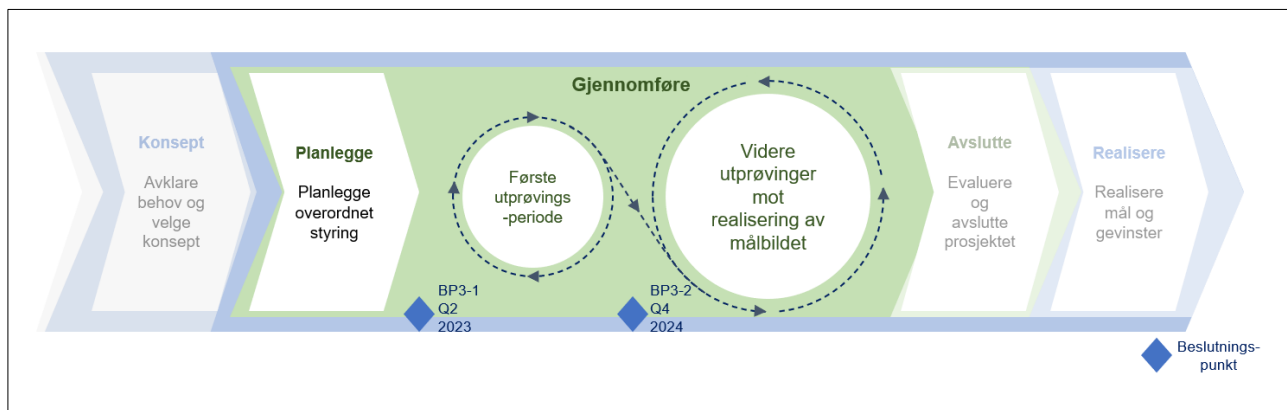 Gjennomføre
Konsept
Avklare
behov og
velge
konsept
Planlegge
Planlegge
overordnet
styring
Første
utprøvings
-periode
Videre
utprøvinger
mot
realisering av
målbildet
Avslutte
Evaluere
og
avslutte
prosjektet
Realisere
Realisere
mål og
gevinster
BP3-1
Q2
2023
BP3-2
Q4
2024
Beslutnings-
punkt